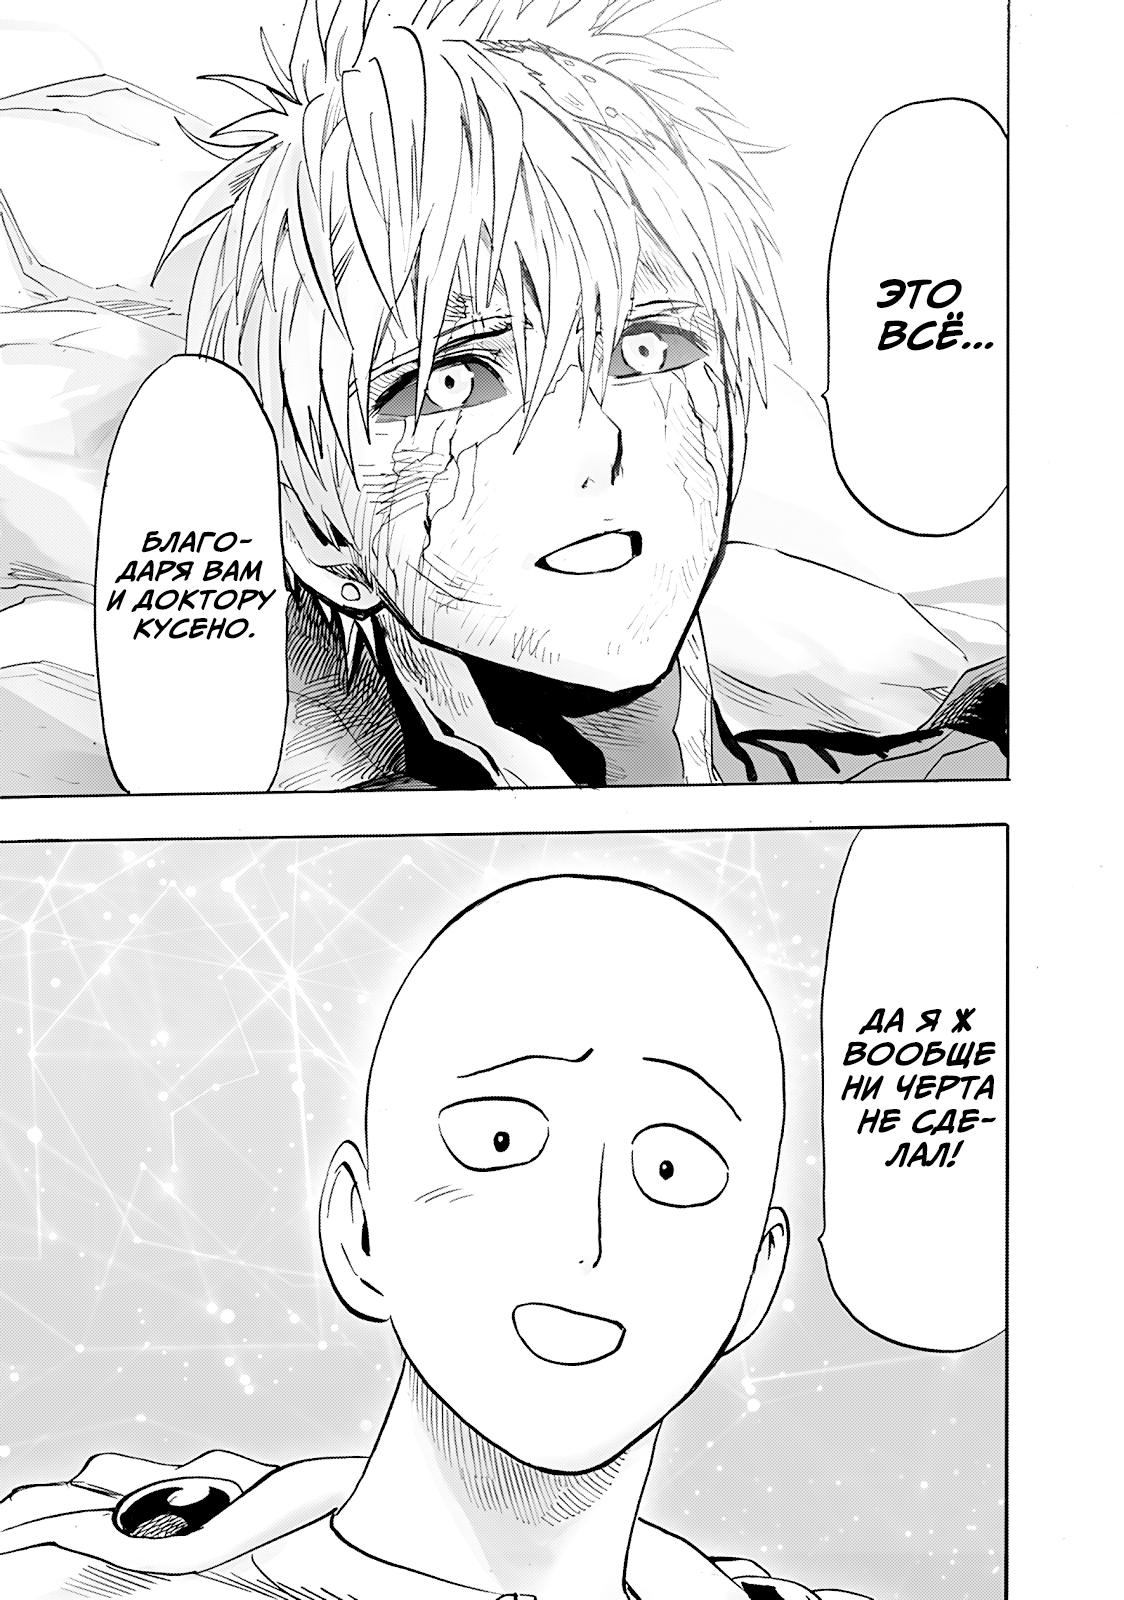 ЭТО
ВСЁ...
БЛАГО-
ДАРЯ ВАМ
И ДОКТОРУ
КУСЕНО.
ДА Я Ж
ВООБЩЕ
НИ ЧЕРТА
НЕ СДЕ-
ЛАЛ!